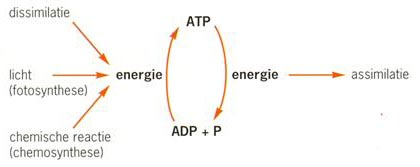 dissimilatie
ATP
licht
(fotosynthese)
energie
energie
assimilatie
ADP + P
chemische reactie
(chemosynthese)